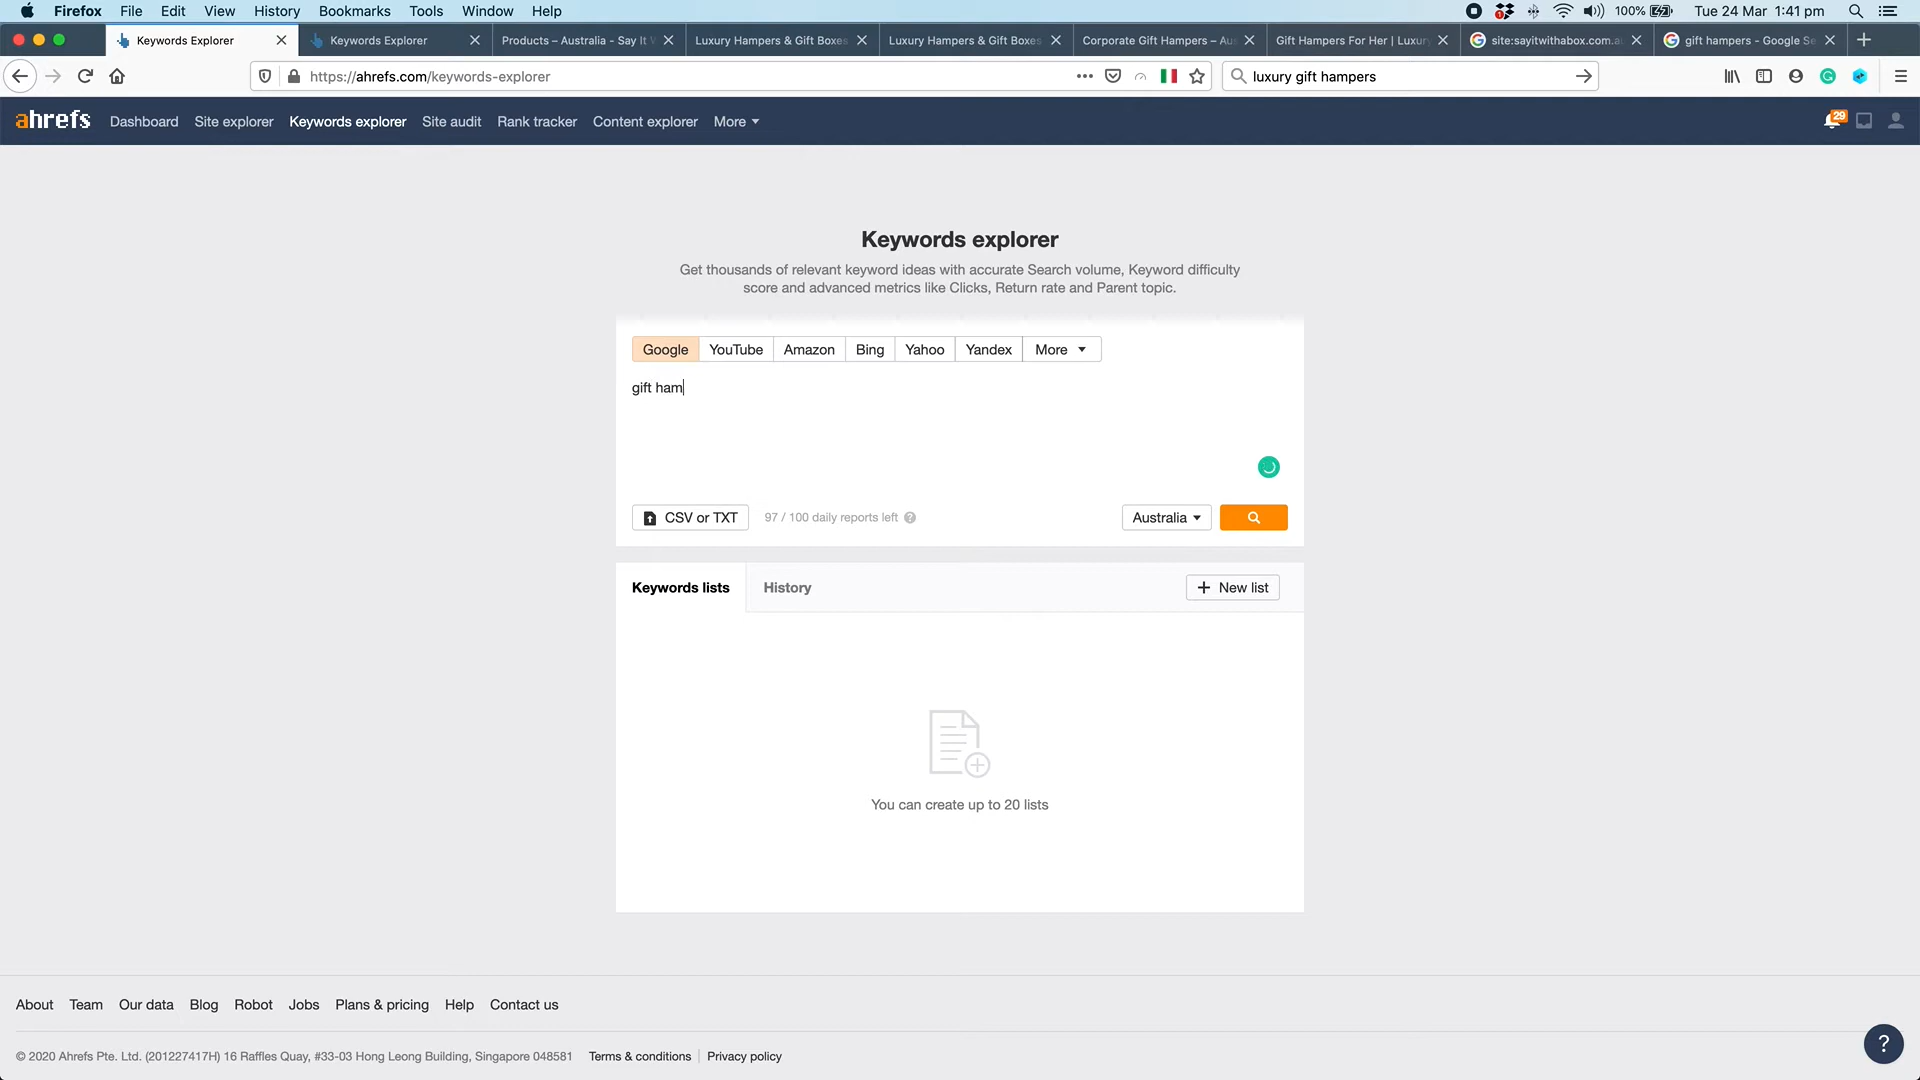 Firefox File Edit View History Bookmarks Tools Window Help 100% Tue 24 Mar 1:41 pm
Keywords Explorer Keywords Explorer Products – Australia - Say It W Luxury Hampers & Gift Boxes Luxury Hampers & Gift Boxes Corporate Gift Hampers – Aus Gift Hampers For Her | Luxury site:sayitwithabox.com.a gift hampers - Google Se
https://ahrefs.com/keywords-explorer luxury gift hampers
ahrefs Dashboard Site explorer Keywords explorer Site audit Rank tracker Content explorer More 29
Keywords explorer
Get thousands of relevant keyword ideas with accurate Search volume, Keyword difficulty
score and advanced metrics like Clicks, Return rate and Parent topic.
Google YouTube Amazon Bing Yahoo Yandex More
gift ham
CSV or TXT 97 / 100 daily reports left ? Australia
Keywords lists History + New list
You can create up to 20 lists
About Team Our data Blog Robot Jobs Plans & pricing Help Contact us
© 2020 Ahrefs Pte. Ltd. (201227417H) 16 Raffles Quay, #33-03 Hong Leong Building, Singapore 048581 Terms & conditions Privacy policy
?